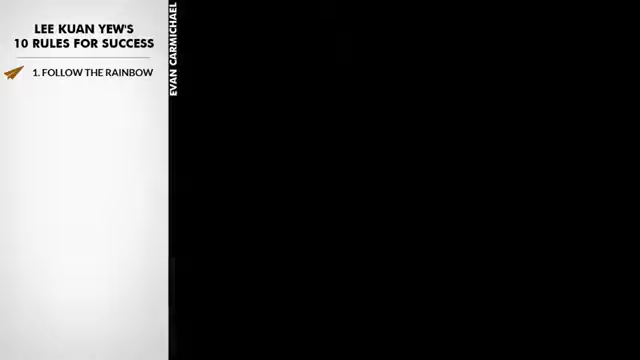 LEE KUAN YEW'S
10 RULES FOR SUCCESS
1. FOLLOW THE RAINBOW
EVAN CARMICHAEL